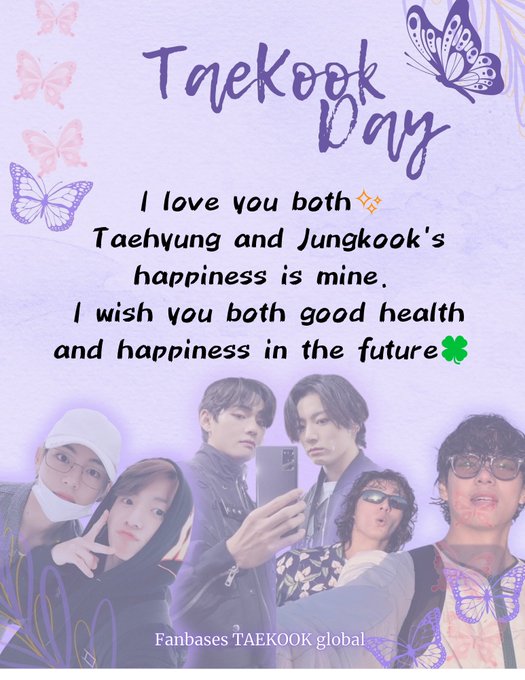 TaeKook
Day
I love you both✨
Taehyung and Jungkook's
happiness is mine.
I wish you both good health
and happiness in the future🍀
Fanbases TAEKOOK global